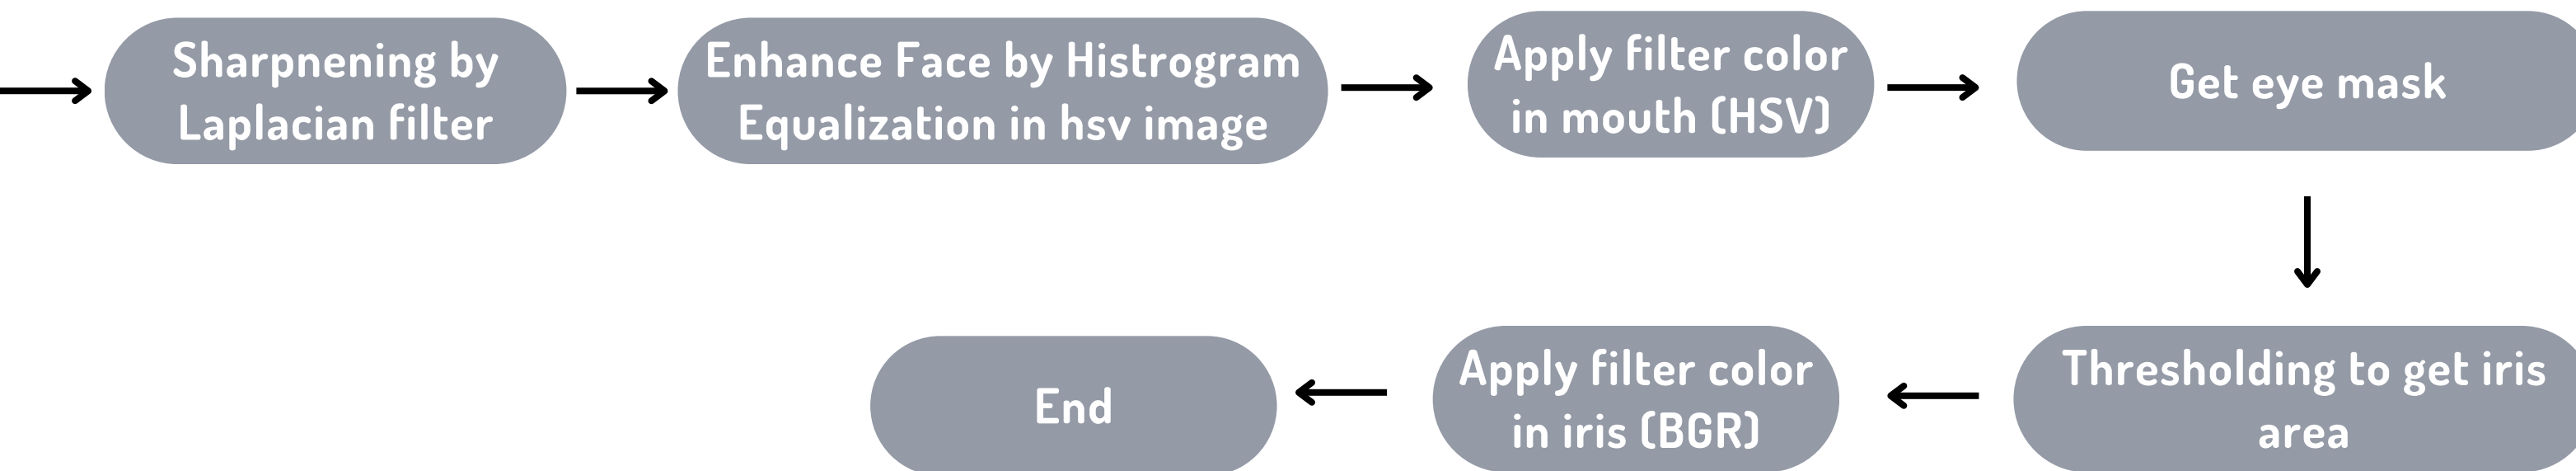 Sharpnening by
Laplacian filter
Enhance Face by Histrogram
Equalization in hsv image
Apply filter color
in mouth (HSV)
Get eye mask
Thresholding to get iris
area
Apply filter color
in iris (BGR)
End